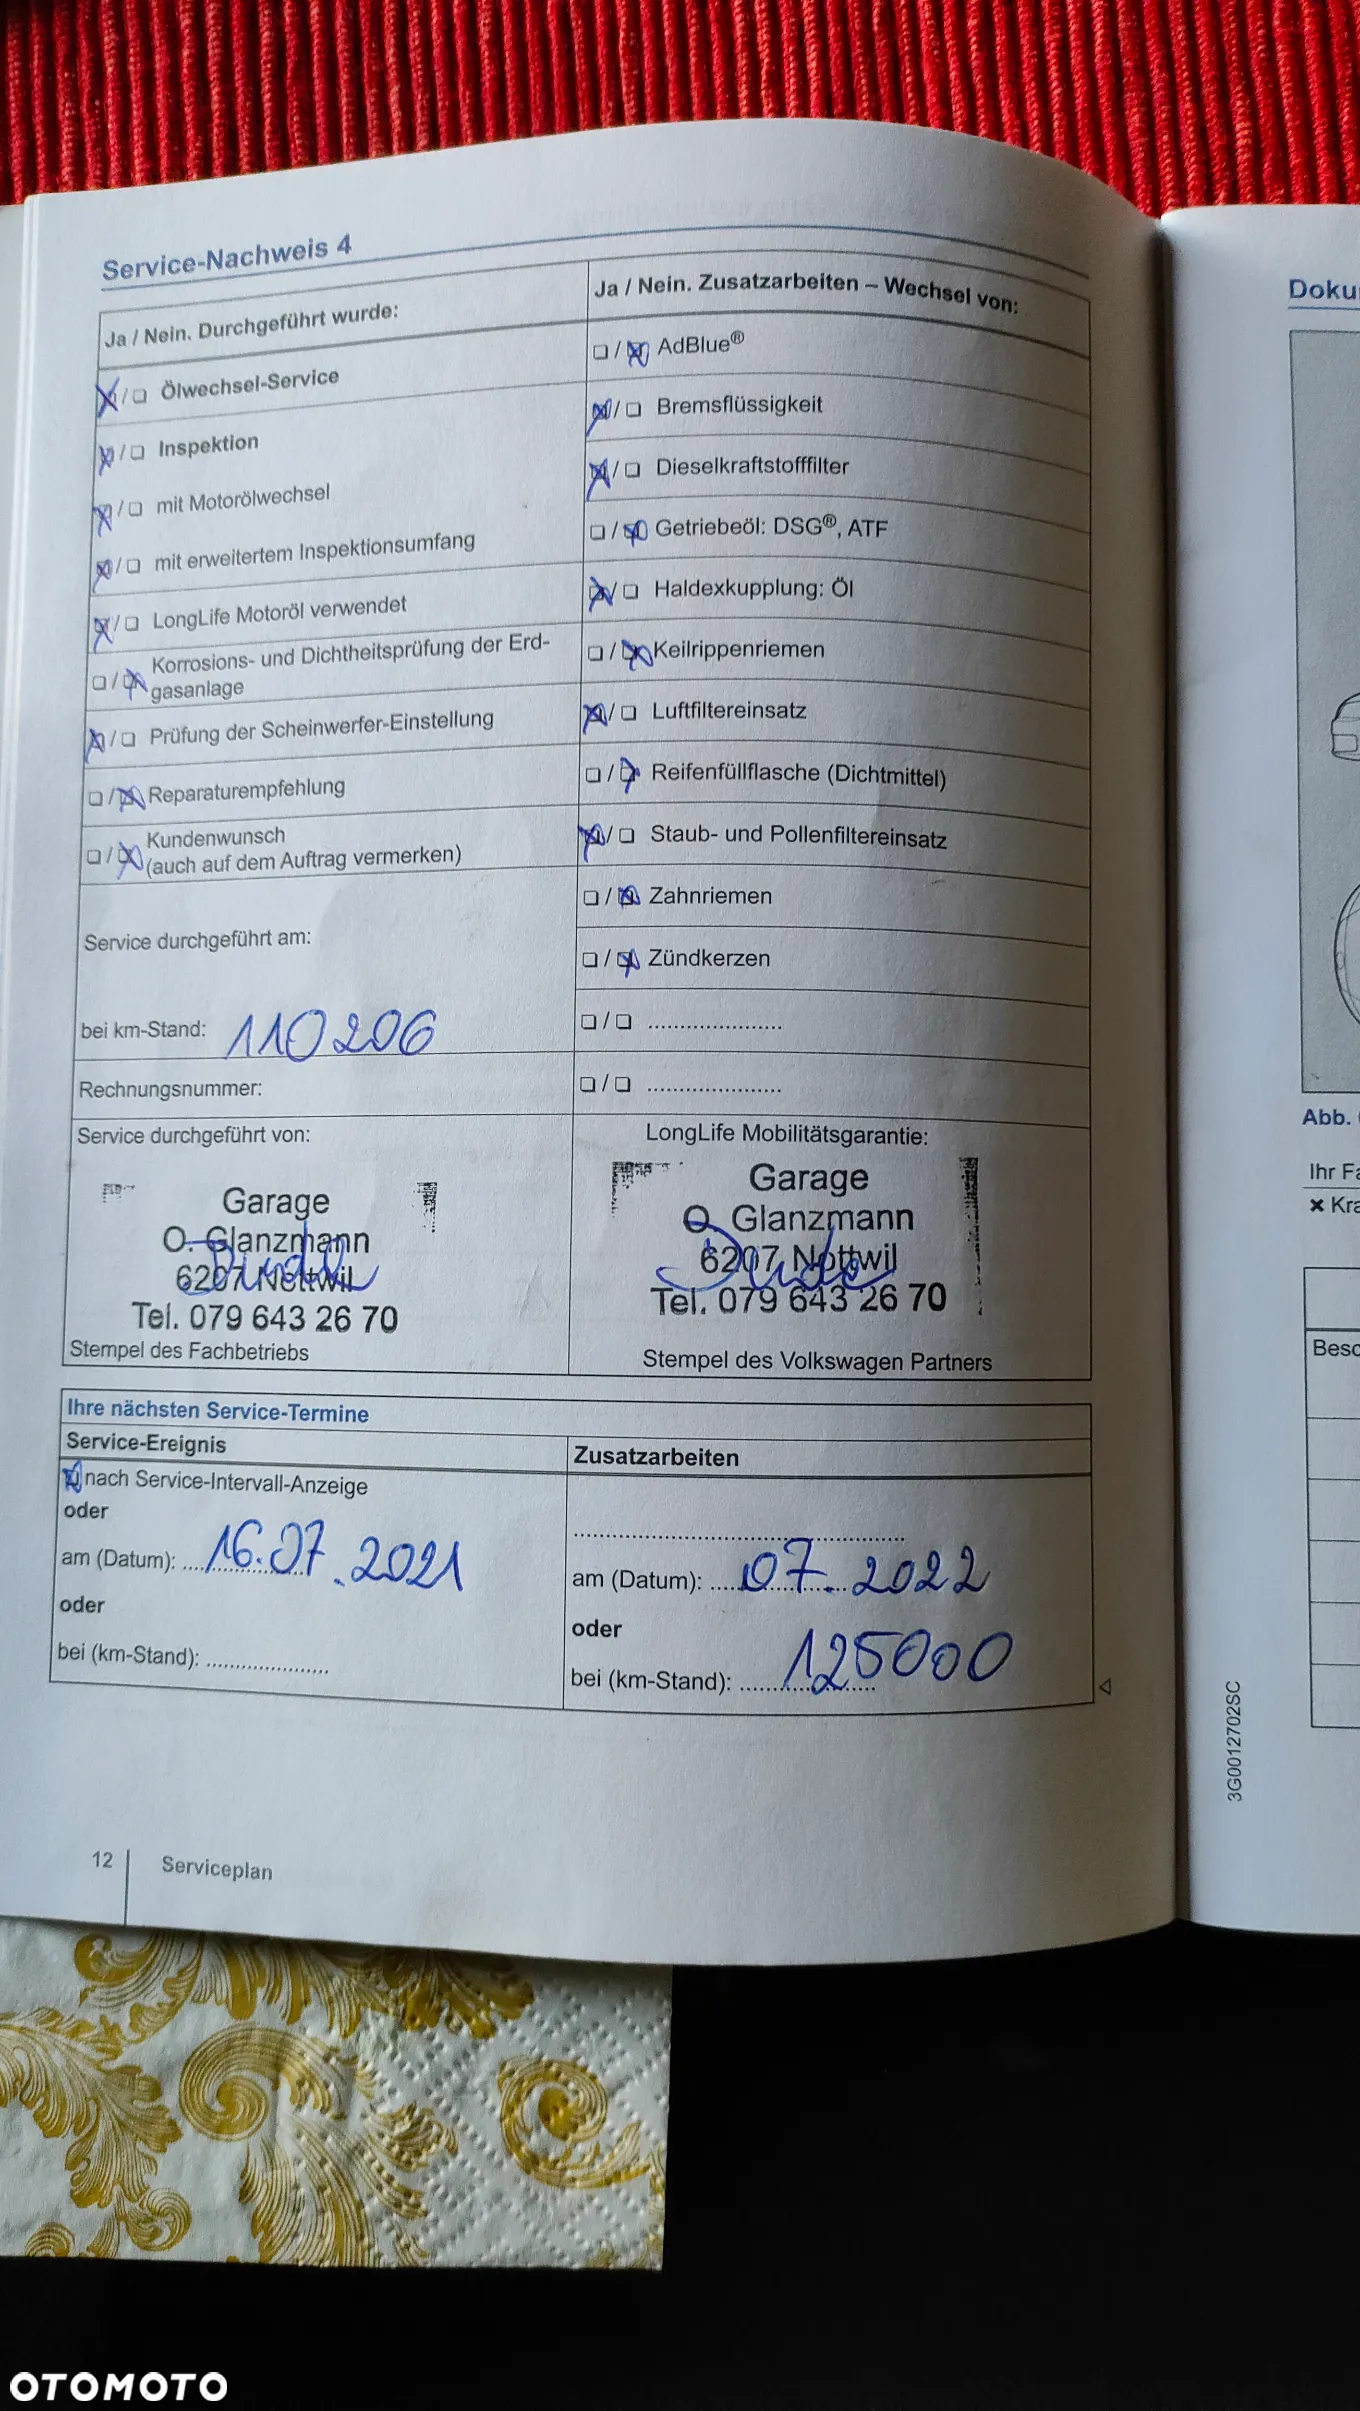 Service-Nachweis 4
Ja / Nein. Durchgeführt wurde:
☒/❏ Ölwechsel-Service
☒/❏ Inspektion
☒/❏ mit Motorölwechsel
☒/❏ mit erweitertem Inspektionsumfang
☒/❏ LongLife Motoröl verwendet
❏/☒ Korrosions- und Dichtheitsprüfung der Erd-
gasanlage
☒/❏ Prüfung der Scheinwerfer-Einstellung
❏/☒ Reparaturempfehlung
❏/☒ Kundenwunsch
(auch auf dem Auftrag vermerken)
Service durchgeführt am:
bei km-Stand: 110206
Rechnungsnummer:
Ja / Nein. Zusatzarbeiten – Wechsel von:
❏/☒ AdBlue®
☒/❏ Bremsflüssigkeit
☒/❏ Dieselkraftstofffilter
❏/☒ Getriebeöl: DSG®, ATF
☒/❏ Haldexkupplung: Öl
❏/☒ Keilrippenriemen
☒/❏ Luftfiltereinsatz
❏/☒ Reifenfüllflasche (Dichtmittel)
☒/❏ Staub- und Pollenfiltereinsatz
❏/☒ Zahnriemen
❏/☒ Zündkerzen
❏/❏ ......................
❏/❏ ......................
Service durchgeführt von:
Garage
O. Glanzmann
6207 Nottwil
Tel. 079 643 26 70
Stempel des Fachbetriebs
LongLife Mobilitätsgarantie:
Garage
O. Glanzmann
6207 Nottwil
Tel. 079 643 26 70
Stempel des Volkswagen Partners
Ihre nächsten Service-Termine
Service-Ereignis
☒ nach Service-Intervall-Anzeige
oder
am (Datum): 16.07.2021
oder
bei (km-Stand): ......................
Zusatzarbeiten
am (Datum): 07.2022
oder
bei (km-Stand): 125000
3G0012702SC
12 Serviceplan
Abb.
Ihr
OTOMOTO